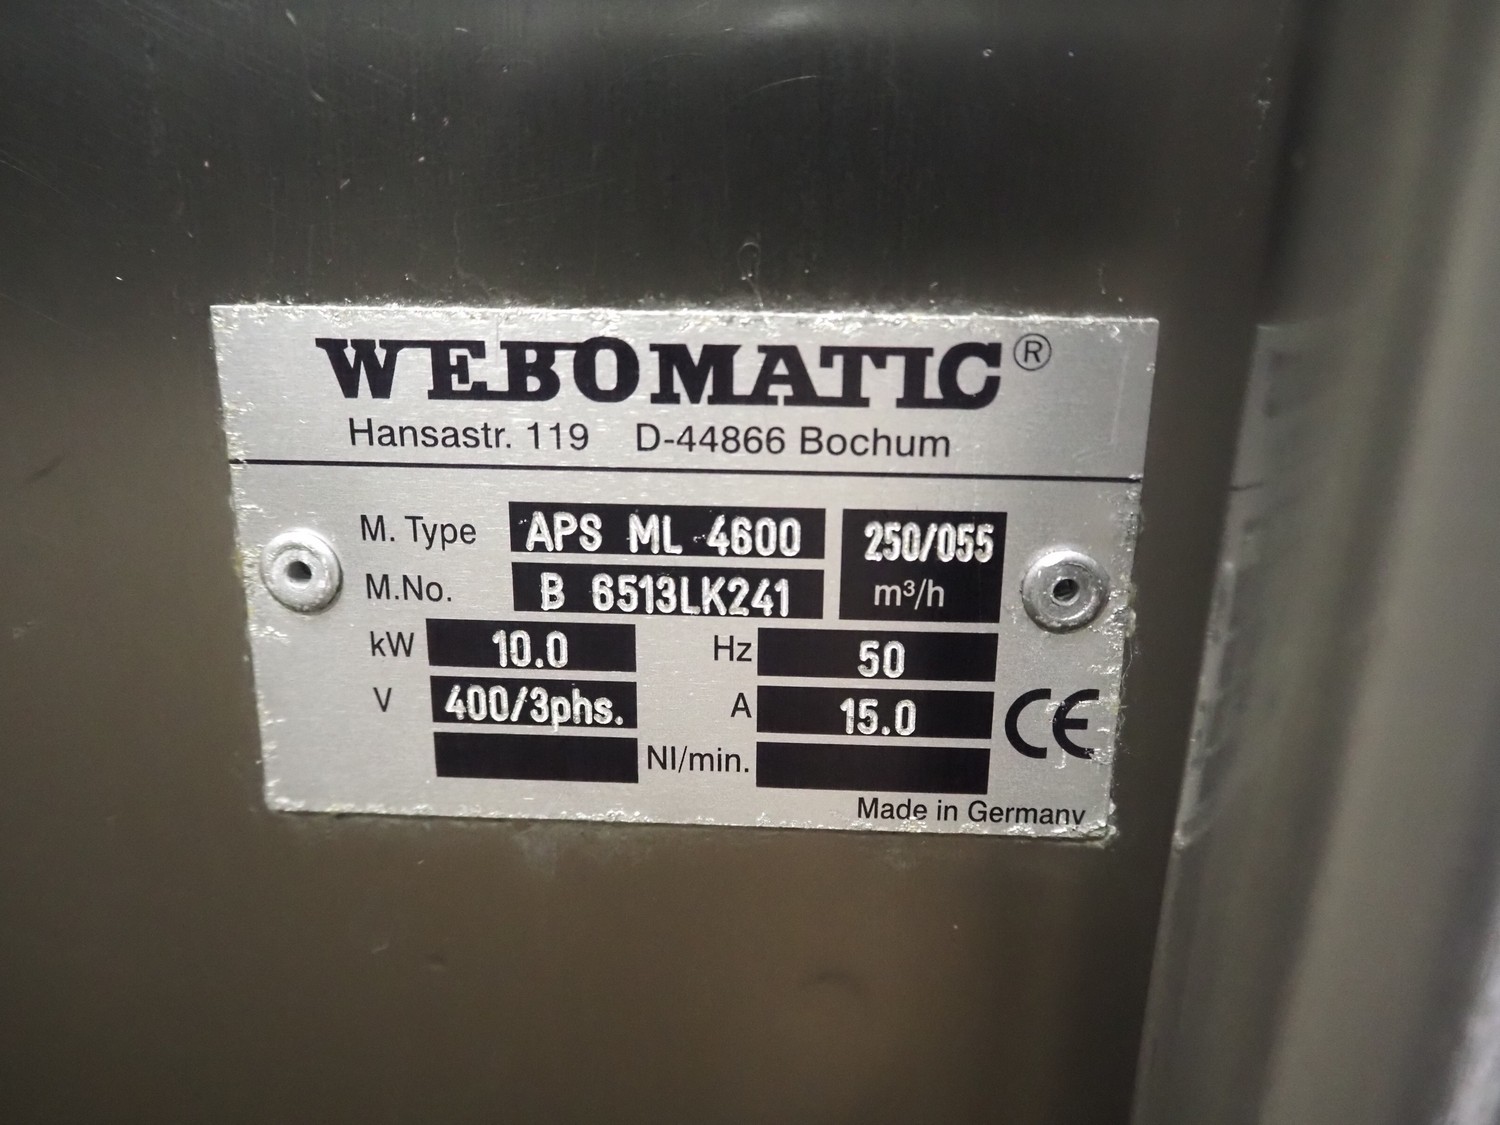 WEBOMATIC®
Hansastr. 119 D-44866 Bochum
M. Type APS ML 4600 250/055
M.No. B 6513LK241 m³/h
kW 10.0 Hz 50
V 400/3phs. A 15.0
Nl/min. CE
Made in Germany